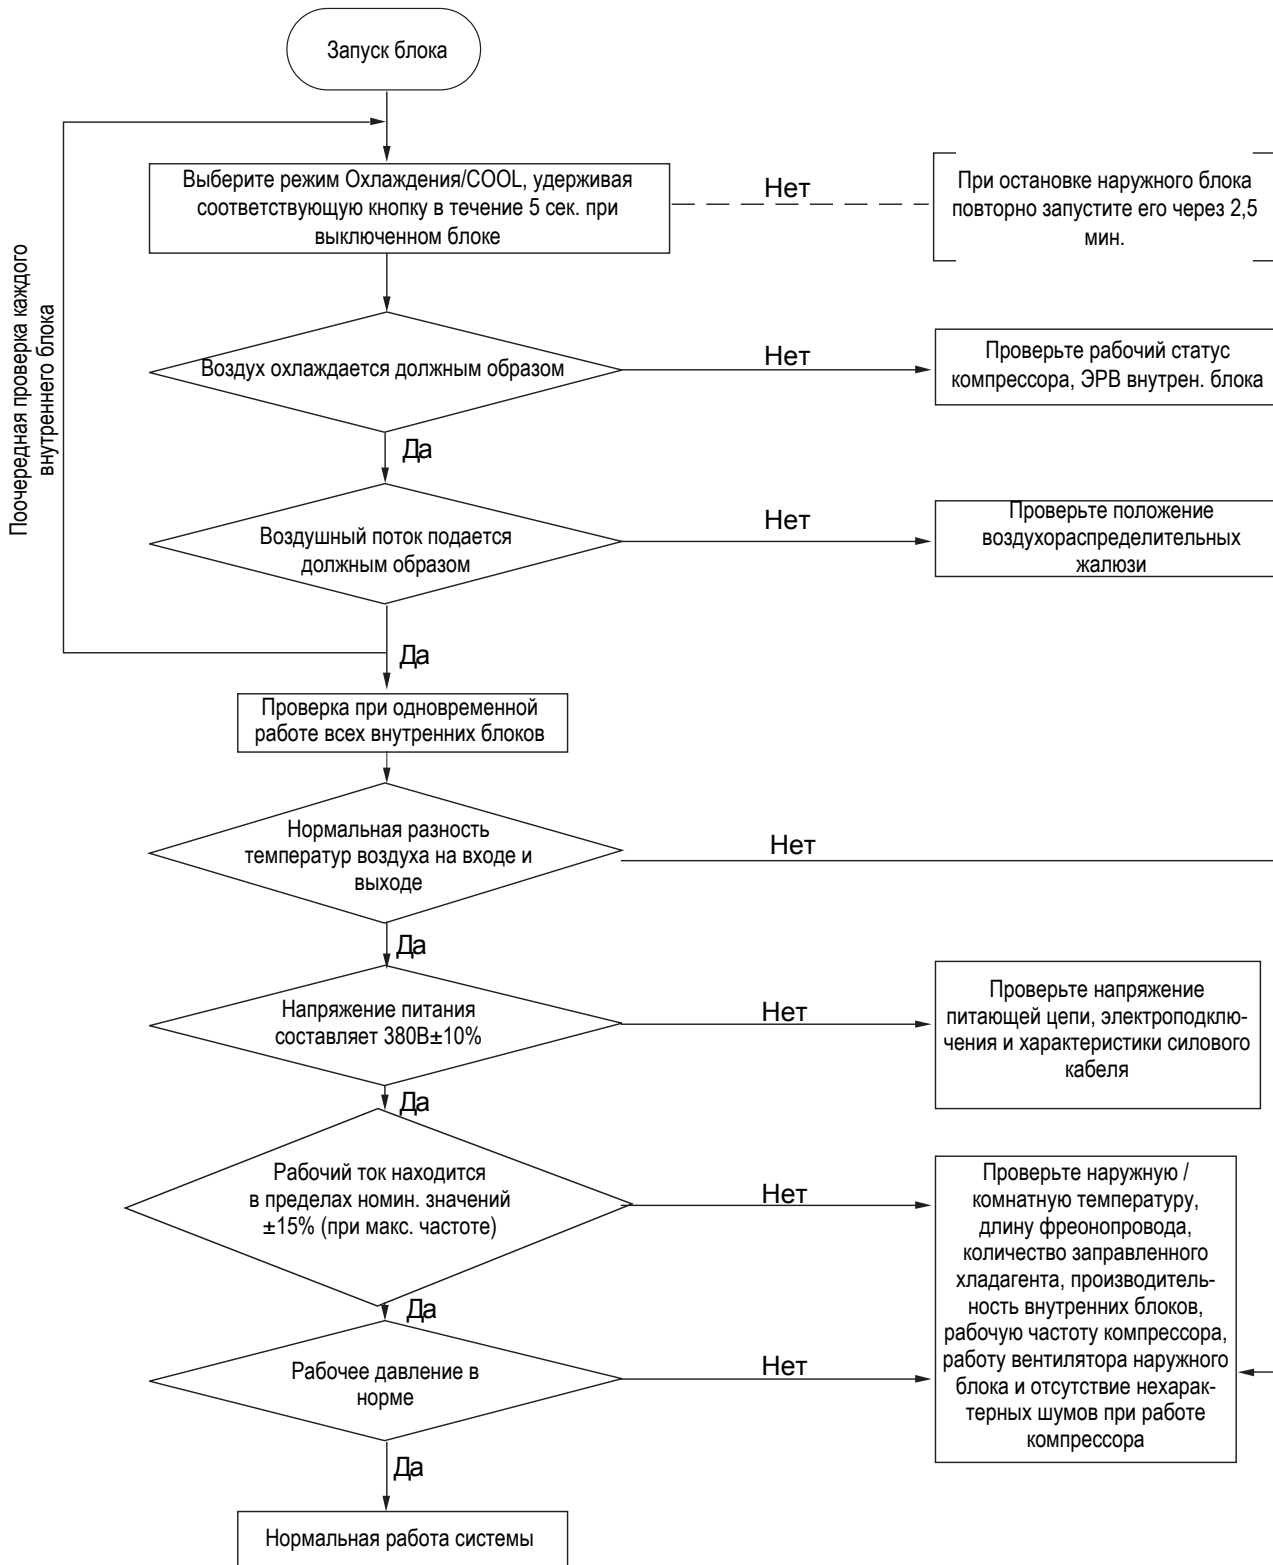 Запуск блока
Выберите режим Охлаждения/COOL, удерживая
соответствующую кнопку в течение 5 сек. при
выключенном блоке
Нет
При остановке наружного блока
повторно запустите его через 2,5
мин.
Поочередная проверка каждого
внутреннего блока
Воздух охлаждается должным образом
Нет
Проверьте рабочий статус
компрессора, ЭРВ внутрен. блока
Да
Воздушный поток подается
должным образом
Нет
Проверьте положение
воздухораспределительных
жалюзи
Да
Проверка при одновременной
работе всех внутренних блоков
Нормальная разность
температур воздуха на входе и
выходе
Нет
Да
Напряжение питания
составляет 380В±10%
Нет
Проверьте напряжение
питающей цепи, электроподклю-
чения и характеристики силового
кабеля
Да
Рабочий ток находится
в пределах номин. значений
±15% (при макс. частоте)
Нет
Проверьте наружную /
комнатную температуру,
длину фреонопровода,
количество заправленного
хладагента, производитель-
ность внутренних блоков,
рабочую частоту компрессора,
работу вентилятора наружного
блока и отсутствие нехарак-
терных шумов при работе
компрессора
Да
Рабочее давление в
норме
Нет
Да
Нормальная работа системы